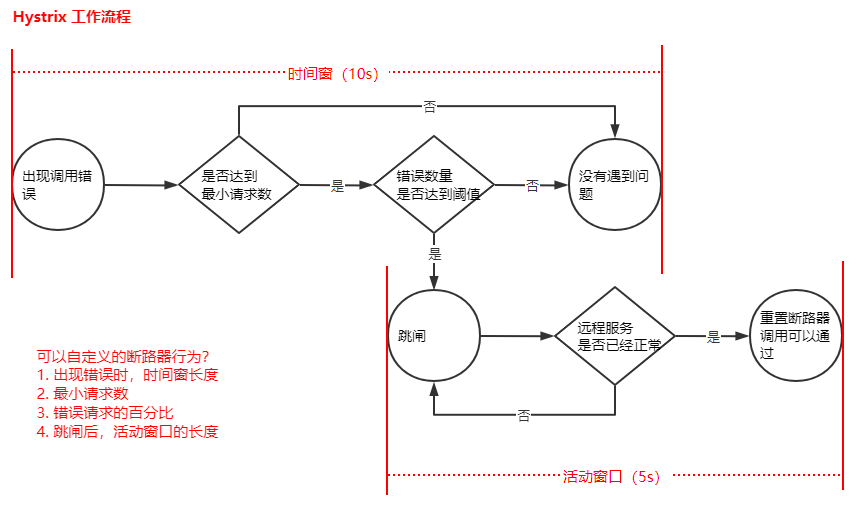 Hystrix 工作流程
时间窗（10s）
否
出现调用错
误
是否达到
最小请求数
是
错误数量
是否达到阈值
否
没有遇到问
题
是
跳闸
远程服务
是否已经正常
是
重置断路器
调用可以通
过
否
可以自定义的断路器行为？
1. 出现错误时，时间窗长度
2. 最小请求数
3. 错误请求的百分比
4. 跳闸后，活动窗口的长度
活动窗口（5s）